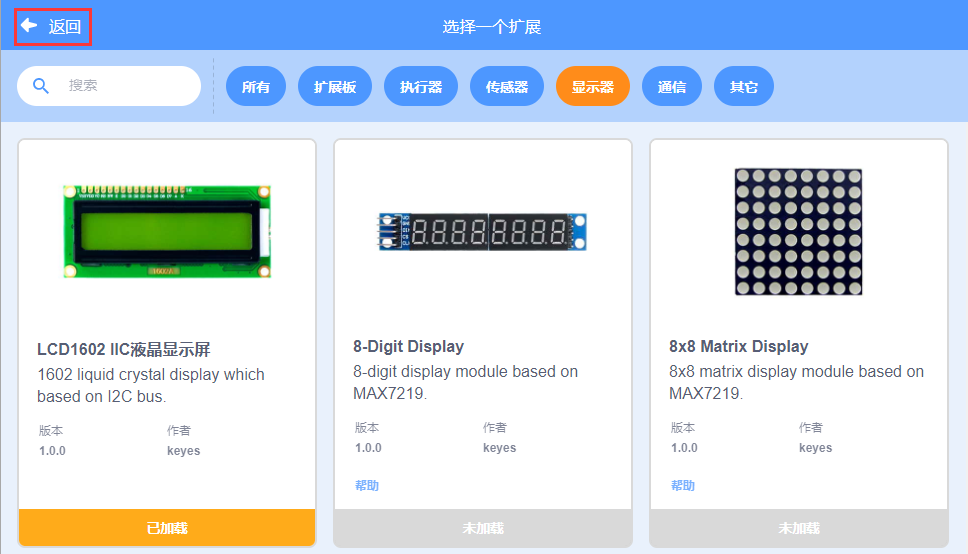 返回
选择一个扩展
搜索
所有
扩展板
执行器
传感器
显示器
通信
其它
LCD1602 IIC液晶显示屏
1602 liquid crystal display which
based on I2C bus.
版本 作者
1.0.0 keyes
已加载
8-Digit Display
8-digit display module based on
MAX7219.
版本 作者
1.0.0 keyes
帮助
未加载
8x8 Matrix Display
8x8 matrix display module based on
MAX7219.
版本 作者
1.0.0 keyes
帮助
未加载